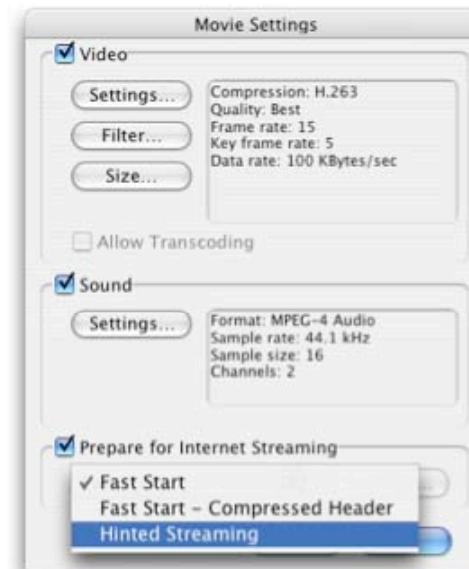 Movie Settings
Video
Settings...
Filter...
Size...
Compression: H.263
Quality: Best
Frame rate: 15
Key frame rate: 5
Data rate: 100 KBytes/sec
Allow Transcoding
Sound
Settings...
Format: MPEG-4 Audio
Sample rate: 44.1 kHz
Sample size: 16
Channels: 2
Prepare for Internet Streaming
✓ Fast Start
Fast Start - Compressed Header
Hinted Streaming